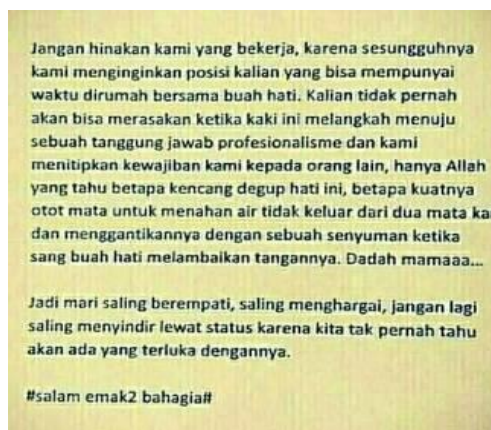 Jangan hinakan kami yang bekerja, karena sesungguhnya
kami menginginkan posisi kalian yang bisa mempunyai
waktu dirumah bersama buah hati. Kalian tidak pernah
akan bisa merasakan ketika kaki ini melangkah menuju
sebuah tanggung jawab profesionalisme dan kami
menitipkan kewajiban kami kepada orang lain, hanya Allah
yang tahu betapa kencang degup hati ini, betapa kuatnya
otot mata untuk menahan air tidak keluar dari dua mata ka
dan menggantikannya dengan sebuah senyuman ketika
sang buah hati melambaikan tangannya. Dadah mamaaa...
Jadi mari saling berempati, saling menghargai, jangan lagi
saling menyindir lewat status karena kita tak pernah tahu
akan ada yang terluka dengannya.
#salam emak2 bahagia#